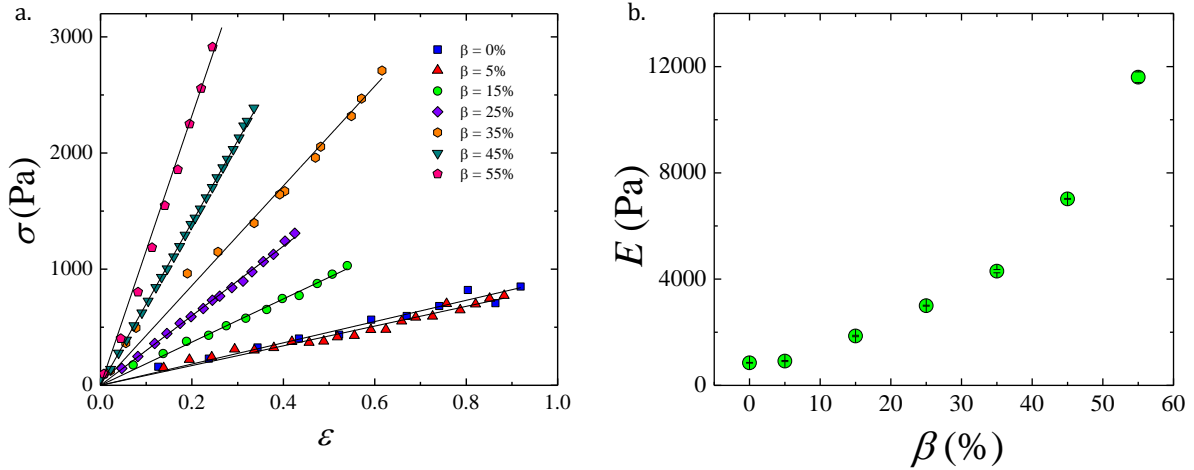 a.
3000
2000
1000
0
σ (Pa)
0.0 0.2 0.4 0.6 0.8 1.0
ε
β = 0%
β = 5%
β = 15%
β = 25%
β = 35%
β = 45%
β = 55%
b.
12000
8000
4000
0
E (Pa)
0 10 20 30 40 50 60
β (%)